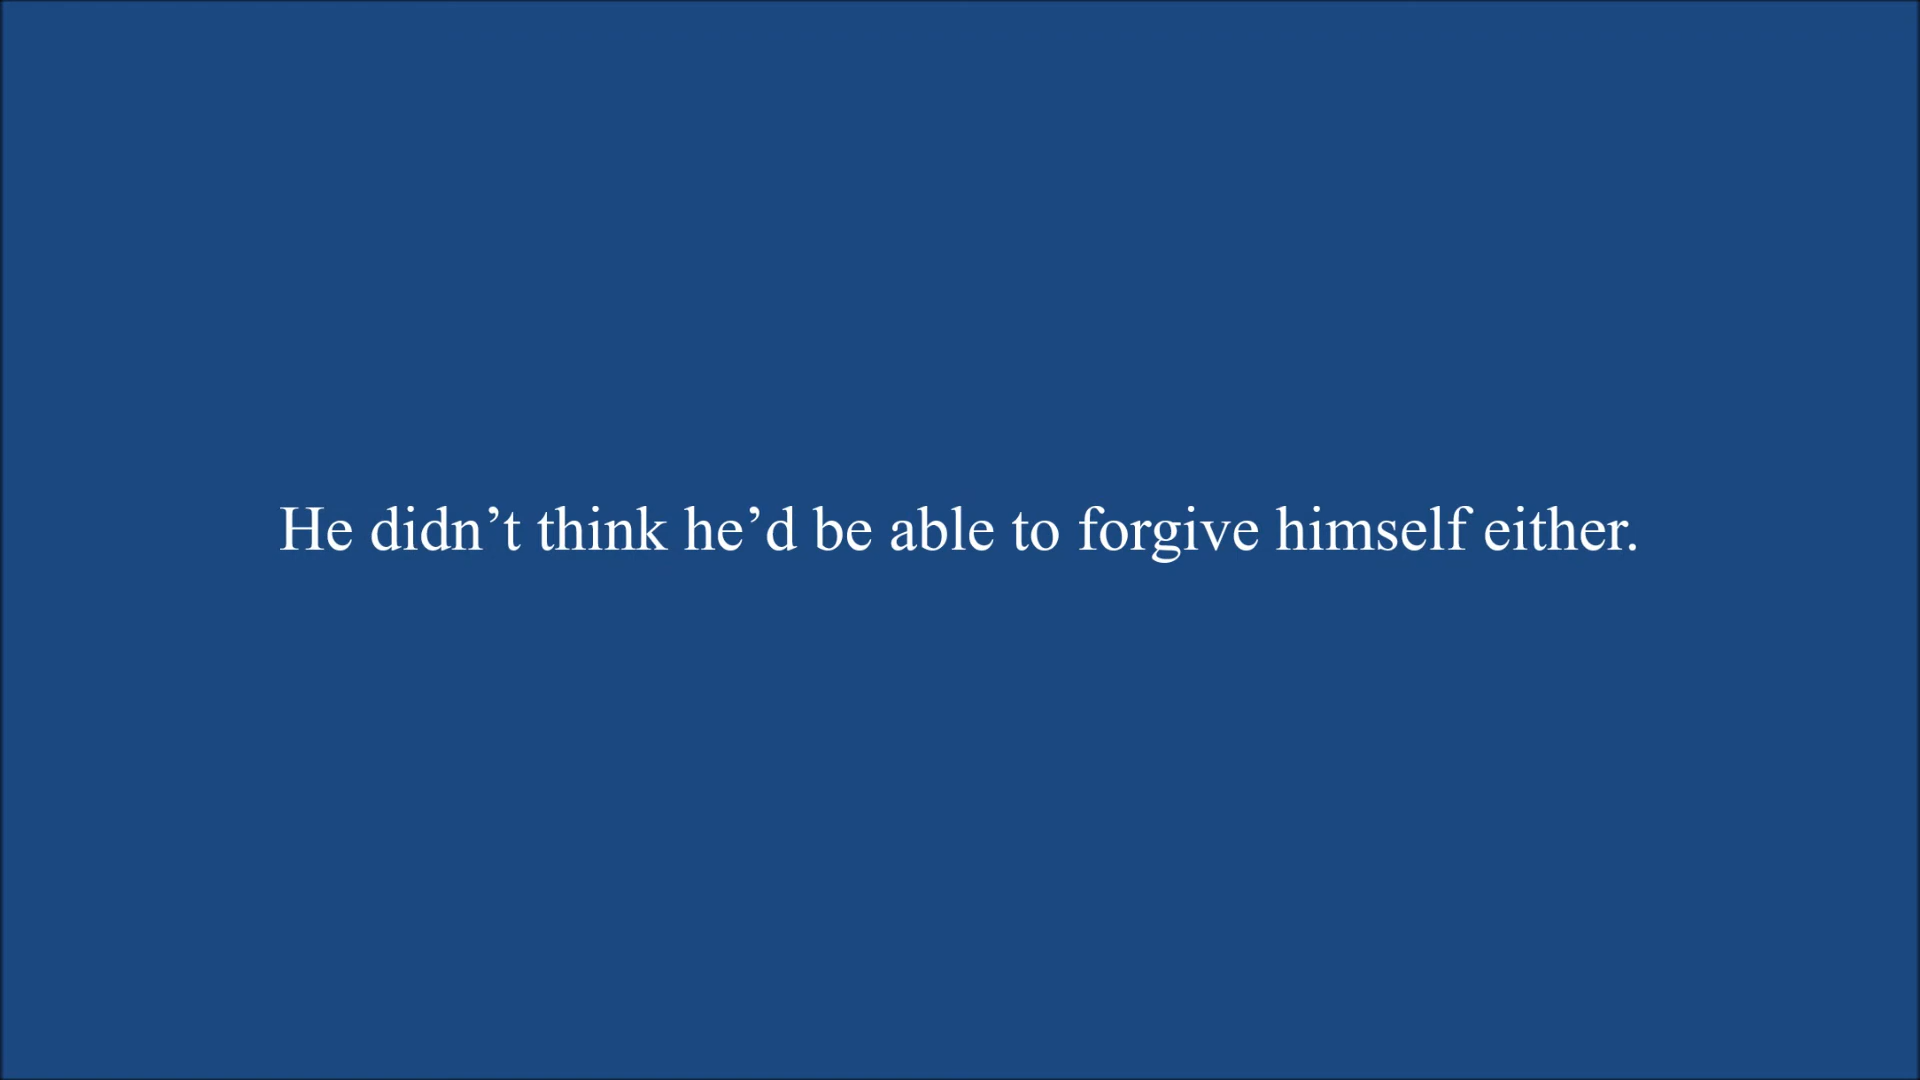 He didn’t think he’d be able to forgive himself either.